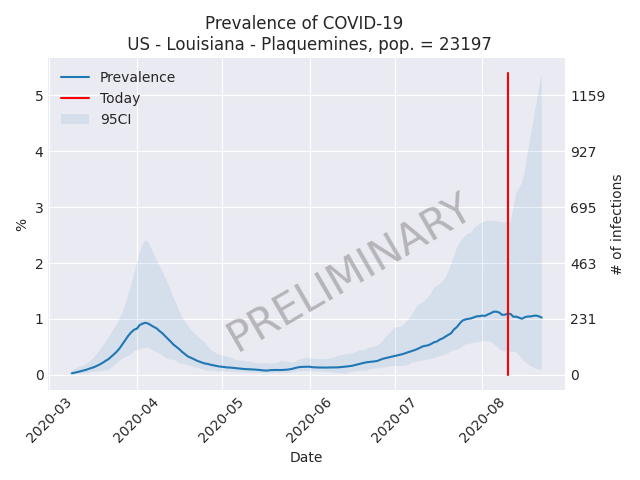 Prevalence of COVID-19
US - Louisiana - Plaquemines, pop. = 23197
Prevalence
Today
95CI
PRELIMINARY
%
5
4
3
2
1
0
1159
927
695
463
231
0
# of infections
2020-03
2020-04
2020-05
2020-06
2020-07
2020-08
Date